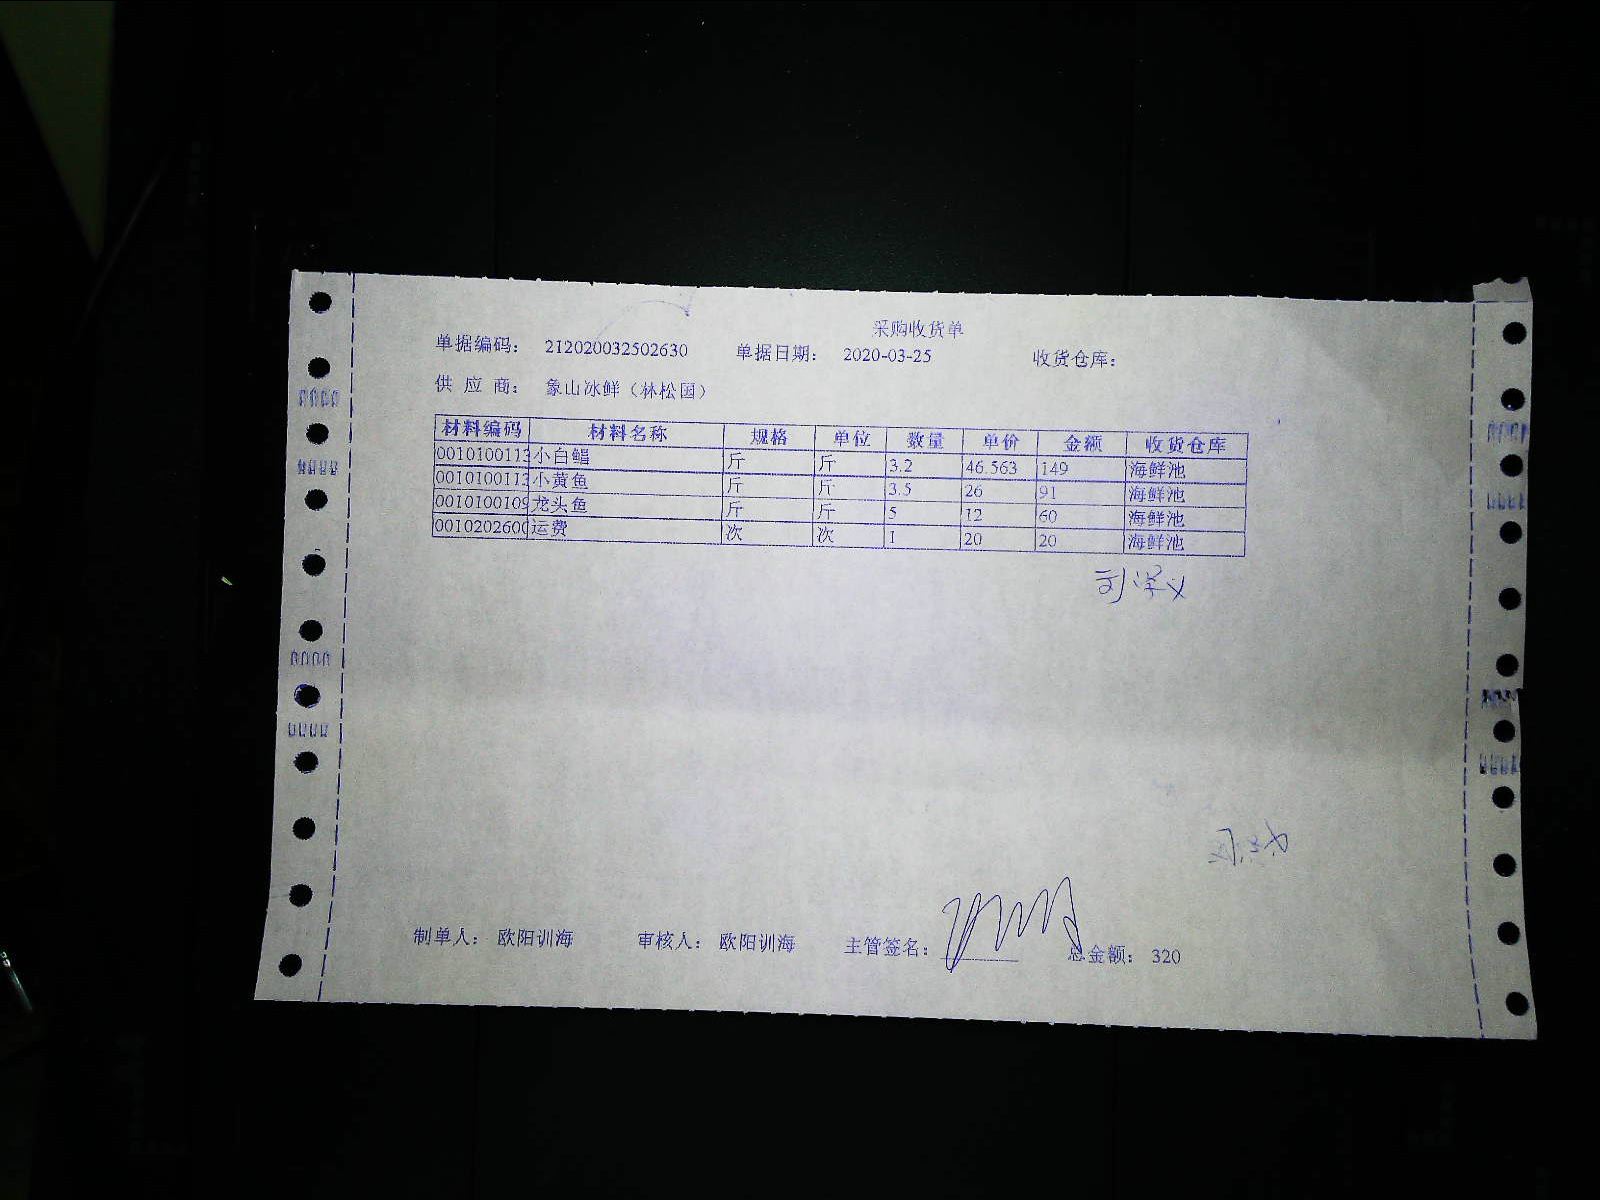 采购收货单
单据编码： 212020032502630 单据日期： 2020-03-25 收货仓库：
供 应 商： 象山冰鲜（林松国）
材料编码 材料名称 规格 单位 数量 单价 金额 收货仓库
0010100113 小白鲳 斤 斤 3.2 46.563 149 海鲜池
0010100113 小黄鱼 斤 斤 3.5 26 91 海鲜池
0010100109 龙头鱼 斤 斤 5 12 60 海鲜池
0010202600 运费 次 次 1 20 20 海鲜池
制单人： 欧阳训海 审核人： 欧阳训海 主管签名： 总金额： 320